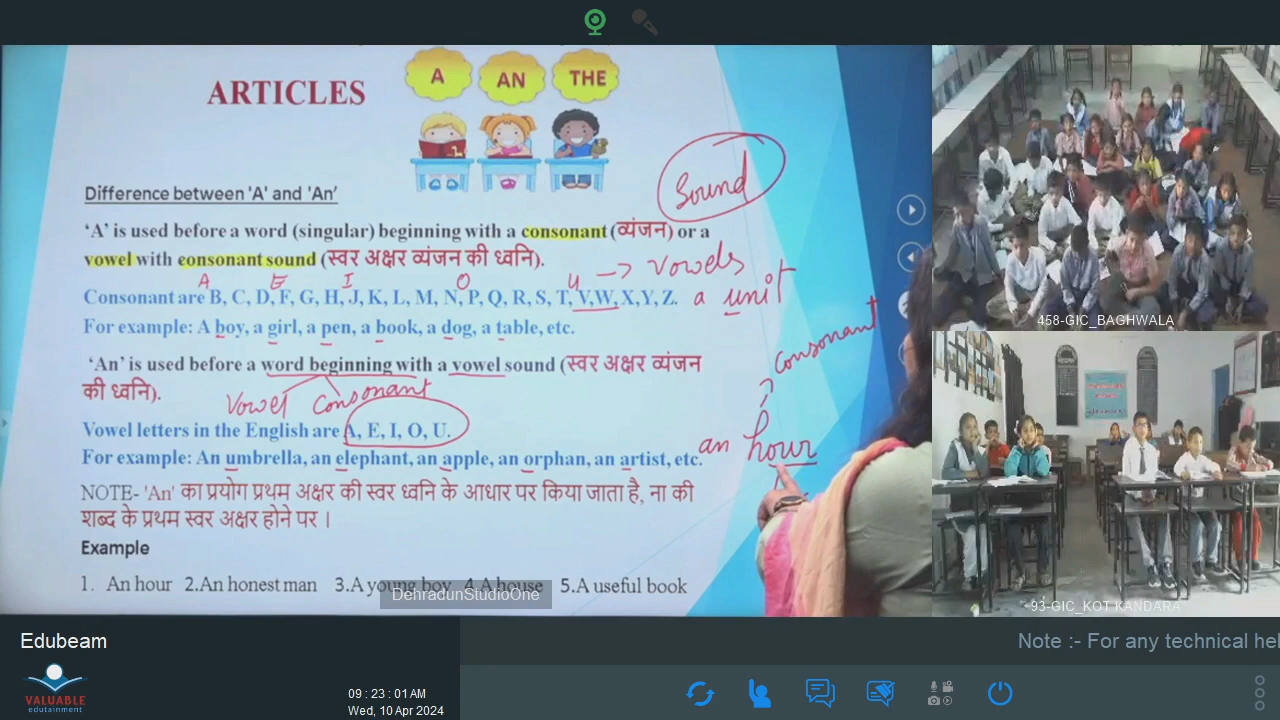 ARTICLES
A
AN
THE
Sound
Difference between 'A' and 'An'
'A' is used before a word (singular) beginning with a consonant (व्यंजन) or a
vowel with consonant sound (स्वर अक्षर व्यंजन की ध्वनि).
A E I O U -> vowels
Consonant are B, C, D, F, G, H, J, K, L, M, N, P, Q, R, S, T, V,W, X,Y, Z.
a unit
For example: A boy, a girl, a pen, a book, a dog, a table, etc.
consonant
'An' is used before a word beginning with a vowel sound (स्वर अक्षर व्यंजन
की ध्वनि).
Vowel consonant
Vowel letters in the English are A, E, I, O, U.
an hour
For example: An umbrella, an elephant, an apple, an orphan, an artist, etc.
NOTE- 'An' का प्रयोग प्रथम अक्षर की स्वर ध्वनि के आधार पर किया जाता है, ना की
शब्द के प्रथम स्वर अक्षर होने पर ।
Example
1. An hour 2.An honest man 3.A young boy 4.A house 5.A useful book
DehradunStudioOne
458-GIC_BAGHWALA
93-GIC_KOT KANDARA
Edubeam
Note :- For any technical hel
VALUABLE
edutainment
09 : 23 : 01 AM
Wed, 10 Apr 2024